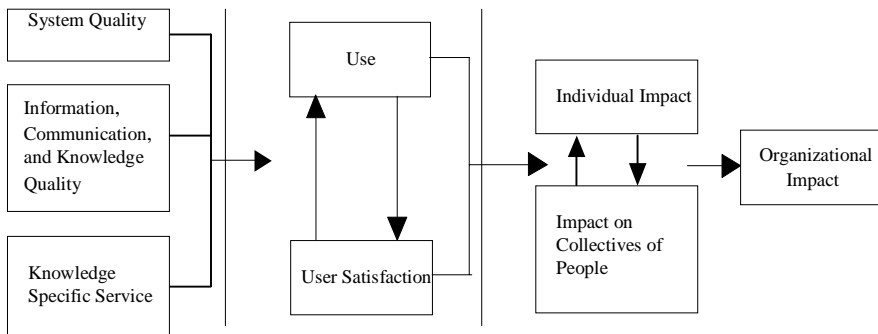 System Quality
Information,
Communication,
and Knowledge
Quality
Knowledge
Specific Service
Use
User Satisfaction
Individual Impact
Impact on
Collectives of
People
Organizational
Impact